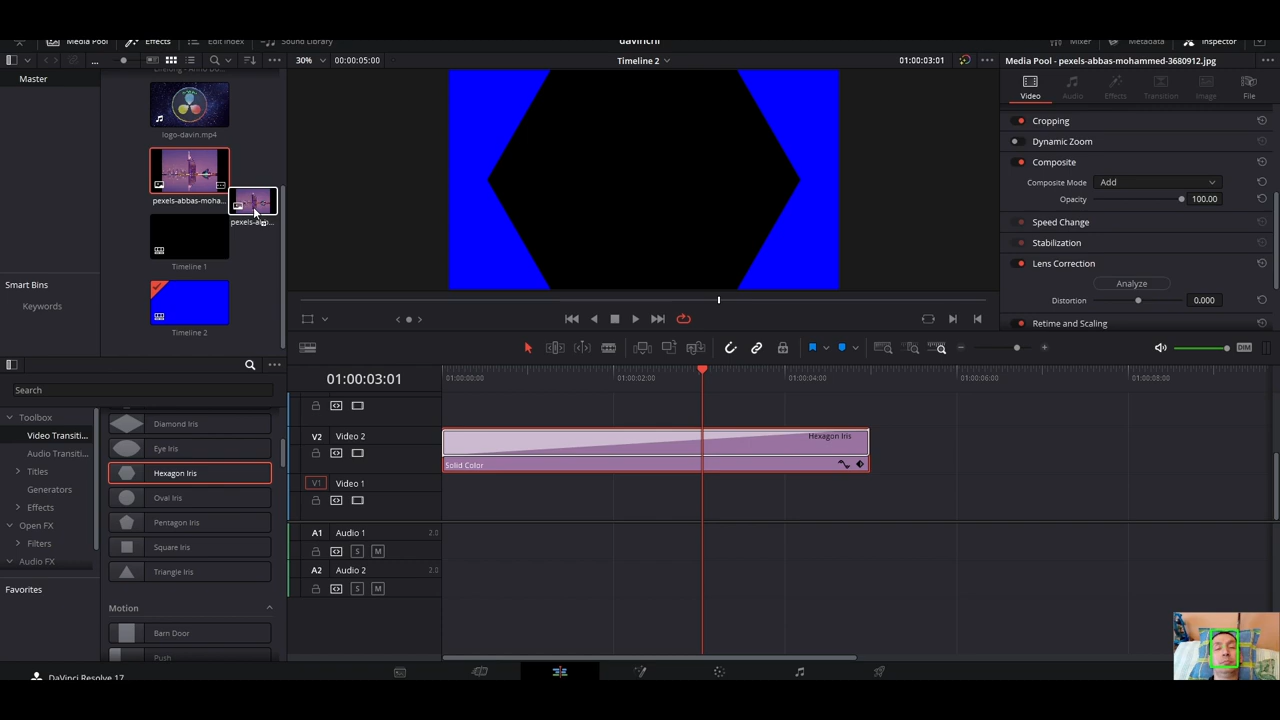 Media Pool
Effects
Edit Index
Sound Library
davinchi
Mixer
Metadata
Inspector
...
30%
00:00:05:00
Timeline 2
01:00:03:01
Media Pool - pexels-abbas-mohammed-3680912.jpg
Master
logo-davin.mp4
pexels-abbas-moha...
Timeline 1
Timeline 2
Smart Bins
Keywords
Video
Audio
Effects
Transition
Image
File
Cropping
Dynamic Zoom
Composite
Composite Mode
Add
Opacity
100.00
Speed Change
Stabilization
Lens Correction
Analyze
Distortion
0.000
Retime and Scaling
DIM
Search
Toolbox
Video Transiti...
Audio Transiti...
Titles
Generators
Effects
Open FX
Filters
Audio FX
Favorites
Diamond Iris
Eye Iris
Hexagon Iris
Oval Iris
Pentagon Iris
Square Iris
Triangle Iris
Motion
Barn Door
Push
01:00:03:01
01:00:00:00
01:00:02:00
01:00:04:00
01:00:06:00
01:00:08:00
V2 Video 2
Hexagon Iris
Solid Color
V1 Video 1
A1 Audio 1 2.0
S M
A2 Audio 2 2.0
S M
DaVinci Resolve 17